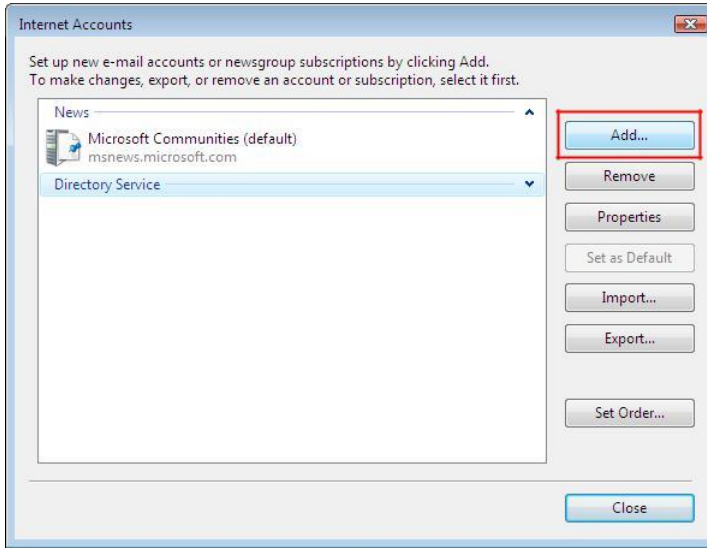 Internet Accounts
Set up new e-mail accounts or newsgroup subscriptions by clicking Add.
To make changes, export, or remove an account or subscription, select it first.
News
Microsoft Communities (default)
msnews.microsoft.com
Directory Service
Add...
Remove
Properties
Set as Default
Import...
Export...
Set Order...
Close